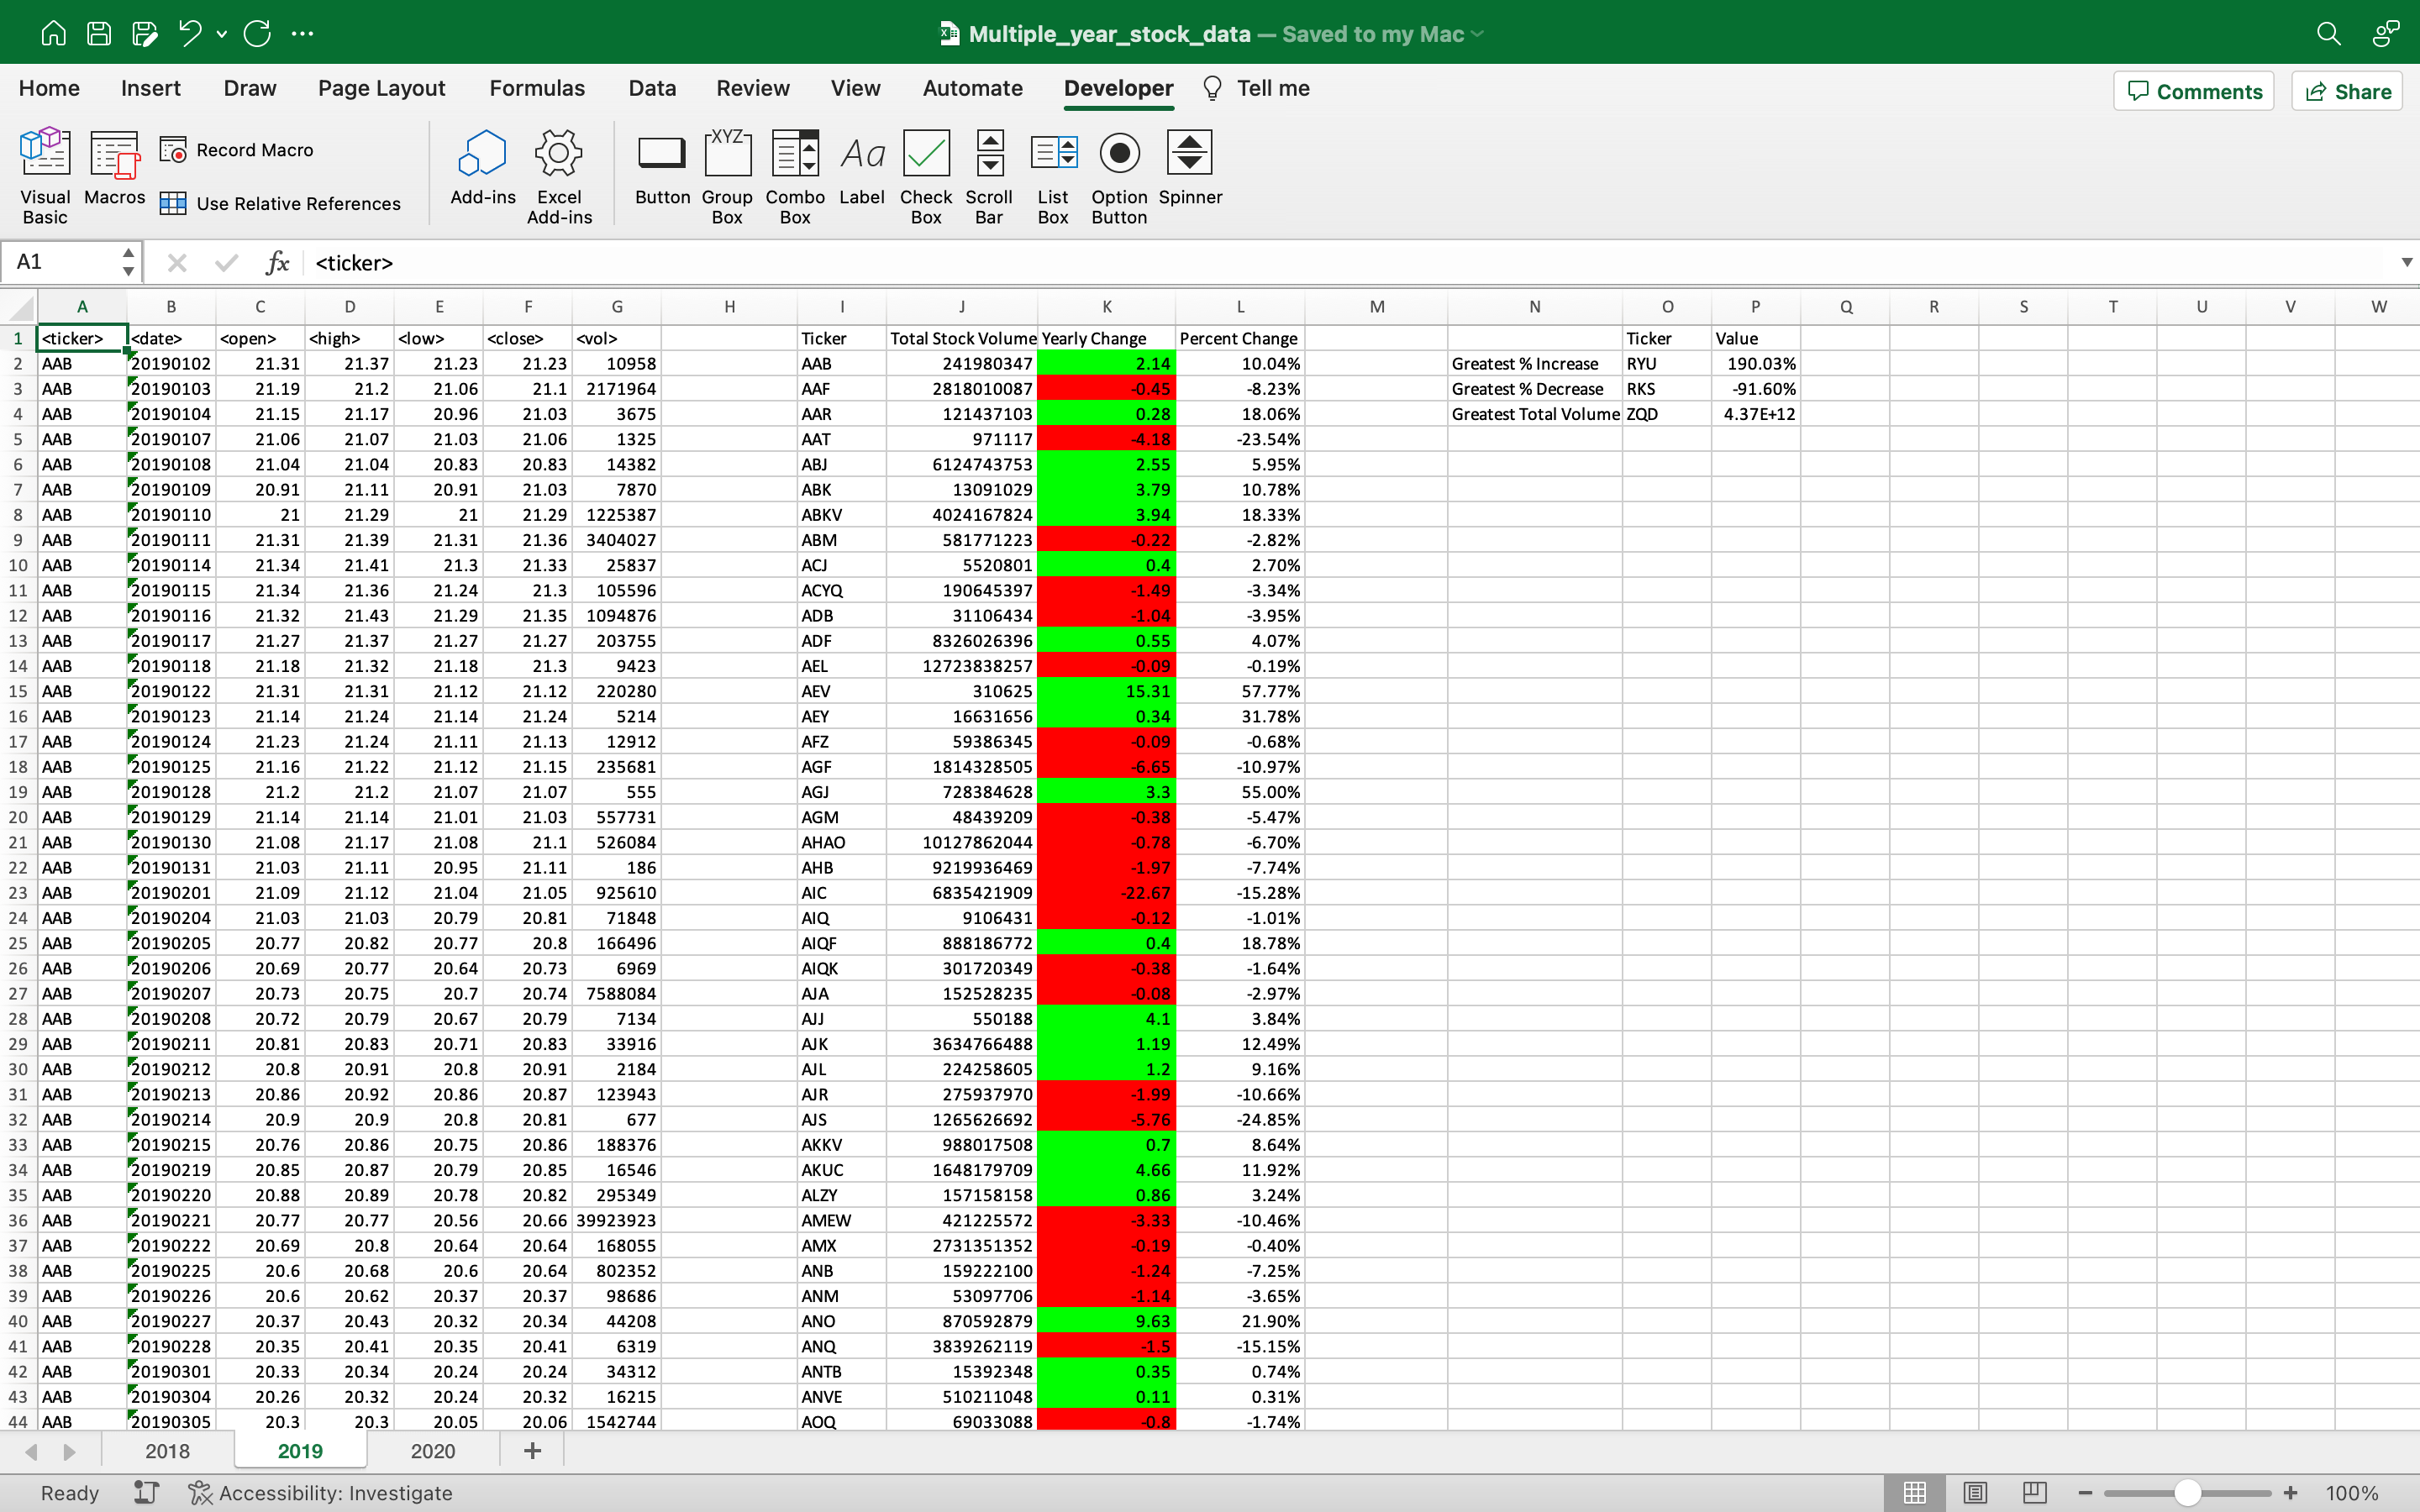 Multiple_year_stock_data — Saved to my Mac
Home Insert Draw Page Layout Formulas Data Review View Automate Developer Tell me Comments Share
Visual Basic Macros Record Macro Use Relative References Add-ins Excel Add-ins Button Group Box Combo Box Label Check Box Scroll Bar List Box Option Button Spinner
XYZ Aa
A1 fx <ticker>
A B C D E F G H I J K L M N O P Q R S T U V W
1 <ticker> <date> <open> <high> <low> <close> <vol> Ticker Total Stock Volume Yearly Change Percent Change Ticker Value
2 AAB 20190102 21.31 21.37 21.23 21.23 10958 AAB 241980347 2.14 10.04% Greatest % Increase RYU 190.03%
3 AAB 20190103 21.19 21.2 21.06 21.1 2171964 AAF 2818010087 -0.45 -8.23% Greatest % Decrease RKS -91.60%
4 AAB 20190104 21.15 21.17 20.96 21.03 3675 AAR 121437103 0.28 18.06% Greatest Total Volume ZQD 4.37E+12
5 AAB 20190107 21.06 21.07 21.03 21.06 1325 AAT 971117 -4.18 -23.54%
6 AAB 20190108 21.04 21.04 20.83 20.83 14382 ABJ 6124743753 2.55 5.95%
7 AAB 20190109 20.91 21.11 20.91 21.03 7870 ABK 13091029 3.79 10.78%
8 AAB 20190110 21 21.29 21 21.29 1225387 ABKV 4024167824 3.94 18.33%
9 AAB 20190111 21.31 21.39 21.31 21.36 3404027 ABM 581771223 -0.22 -2.82%
10 AAB 20190114 21.34 21.41 21.3 21.33 25837 ACJ 5520801 0.4 2.70%
11 AAB 20190115 21.34 21.36 21.24 21.3 105596 ACYQ 190645397 -1.49 -3.34%
12 AAB 20190116 21.32 21.43 21.29 21.35 1094876 ADB 31106434 -1.04 -3.95%
13 AAB 20190117 21.27 21.37 21.27 21.27 203755 ADF 8326026396 0.55 4.07%
14 AAB 20190118 21.18 21.32 21.18 21.3 9423 AEL 12723838257 -0.09 -0.19%
15 AAB 20190122 21.31 21.31 21.12 21.12 220280 AEV 310625 15.31 57.77%
16 AAB 20190123 21.14 21.24 21.14 21.24 5214 AEY 16631656 0.34 31.78%
17 AAB 20190124 21.23 21.24 21.11 21.13 12912 AFZ 59386345 -0.09 -0.68%
18 AAB 20190125 21.16 21.22 21.12 21.15 235681 AGF 1814328505 -6.65 -10.97%
19 AAB 20190128 21.2 21.2 21.07 21.07 555 AGJ 728384628 3.3 55.00%
20 AAB 20190129 21.14 21.14 21.01 21.03 557731 AGM 48439209 -0.38 -5.47%
21 AAB 20190130 21.08 21.17 21.08 21.1 526084 AHAO 10127862044 -0.78 -6.70%
22 AAB 20190131 21.03 21.11 20.95 21.11 186 AHB 9219936469 -1.97 -7.74%
23 AAB 20190201 21.09 21.12 21.04 21.05 925610 AIC 6835421909 -22.67 -15.28%
24 AAB 20190204 21.03 21.03 20.79 20.81 71848 AIQ 9106431 -0.12 -1.01%
25 AAB 20190205 20.77 20.82 20.77 20.8 166496 AIQF 888186772 0.4 18.78%
26 AAB 20190206 20.69 20.77 20.64 20.73 6969 AIQK 301720349 -0.38 -1.64%
27 AAB 20190207 20.73 20.75 20.7 20.74 7588084 AJA 152528235 -0.08 -2.97%
28 AAB 20190208 20.72 20.79 20.67 20.79 7134 AJJ 550188 4.1 3.84%
29 AAB 20190211 20.81 20.83 20.71 20.83 33916 AJK 3634766488 1.19 12.49%
30 AAB 20190212 20.8 20.91 20.8 20.91 2184 AJL 224258605 1.2 9.16%
31 AAB 20190213 20.86 20.92 20.86 20.87 123943 AJR 275937970 -1.99 -10.66%
32 AAB 20190214 20.9 20.9 20.8 20.81 677 AJS 1265626692 -5.76 -24.85%
33 AAB 20190215 20.76 20.86 20.75 20.86 188376 AKKV 988017508 0.7 8.64%
34 AAB 20190219 20.85 20.87 20.79 20.85 16546 AKUC 1648179709 4.66 11.92%
35 AAB 20190220 20.88 20.89 20.78 20.82 295349 ALZY 157158158 0.86 3.24%
36 AAB 20190221 20.77 20.77 20.56 20.66 39923923 AMEW 421225572 -3.33 -10.46%
37 AAB 20190222 20.69 20.8 20.64 20.64 168055 AMX 2731351352 -0.19 -0.40%
38 AAB 20190225 20.6 20.68 20.6 20.64 802352 ANB 159222100 -1.24 -7.25%
39 AAB 20190226 20.6 20.62 20.37 20.37 98686 ANM 53097706 -1.14 -3.65%
40 AAB 20190227 20.37 20.43 20.32 20.34 44208 ANO 870592879 9.63 21.90%
41 AAB 20190228 20.35 20.41 20.35 20.41 6319 ANQ 3839262119 -1.5 -15.15%
42 AAB 20190301 20.33 20.34 20.24 20.24 34312 ANTB 15392348 0.35 0.74%
43 AAB 20190304 20.26 20.32 20.24 20.32 16215 ANVE 510211048 0.11 0.31%
44 AAB 20190305 20.3 20.3 20.05 20.06 1542744 AOQ 69033088 -0.8 -1.74%
2018 2019 2020 +
Ready Accessibility: Investigate 100%